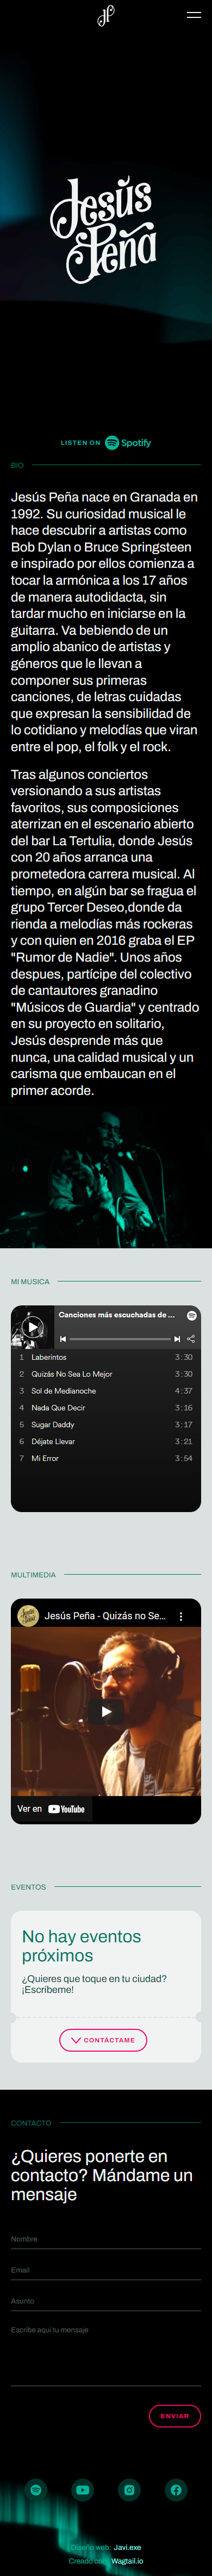 JP
Jesús
Peña
LISTEN ON Spotify
BIO
Jesús Peña nace en Granada en
1992. Su curiosidad musical le
hace descubrir a artistas como
Bob Dylan o Bruce Springsteen
e inspirado por ellos comienza a
tocar la armónica a los 17 años
de manera autodidacta, sin
tardar mucho en iniciarse en la
guitarra. Va bebiendo de un
amplio abanico de artistas y
géneros que le llevan a
componer sus primeras
canciones, de letras cuidadas
que expresan la sensibilidad de
lo cotidiano y melodías que viran
entre el pop, el folk y el rock.
Tras algunos conciertos
versionando a sus artistas
favoritos, sus composiciones
aterrizan en el escenario abierto
del bar La Tertulia, donde Jesús
con 20 años arranca una
prometedora carrera musical. Al
tiempo, en algún bar se fragua el
grupo Tercer Deseo,donde da
rienda a melodías más rockeras
y con quien en 2016 graba el EP
"Rumor de Nadie". Unos años
despues, partícipe del colectivo
de cantautores granadino
"Músicos de Guardia" y centrado
en su proyecto en solitario,
Jesús desprende más que
nunca, una calidad musical y un
carisma que embaucan en el
primer acorde.
MI MUSICA
Canciones más escuchadas de ...
1 Laberintos 3:30
2 Quizás No Sea Lo Mejor 3:30
3 Sol de Medianoche 4:37
4 Nada Que Decir 3:16
5 Sugar Daddy 3:17
6 Déjate Llevar 3:21
7 Mi Error 3:54
MULTIMEDIA
Jesús Peña - Quizás no Se...
Ver en YouTube
EVENTOS
No hay eventos
próximos
¿Quieres que toque en tu ciudad?
¡Escríbeme!
CONTÁCTAME
CONTACTO
¿Quieres ponerte en
contacto? Mándame un
mensaje
Nombre
Email
Asunto
Escribe aquí tu mensaje
ENVIAR
Diseño web: Javi.exe
Creado con: Wagtail.io